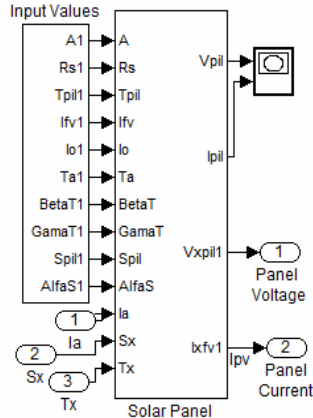 Input Values
A1 A
Rs1 Rs
Tpil1 Tpil
Ifv1 Ifv
Io1 Io
Ta1 Ta
BetaT1 BetaT
GamaT1 GamaT
Spil1 Spil
AlfaS1 AlfaS
1 Ia
Ia
2 Sx
Sx
3 Tx
Tx
Vpil
Ipil
Vxpil1
1
Panel
Voltage
Ixfv1 Ipv
2
Panel
Current
Solar Panel